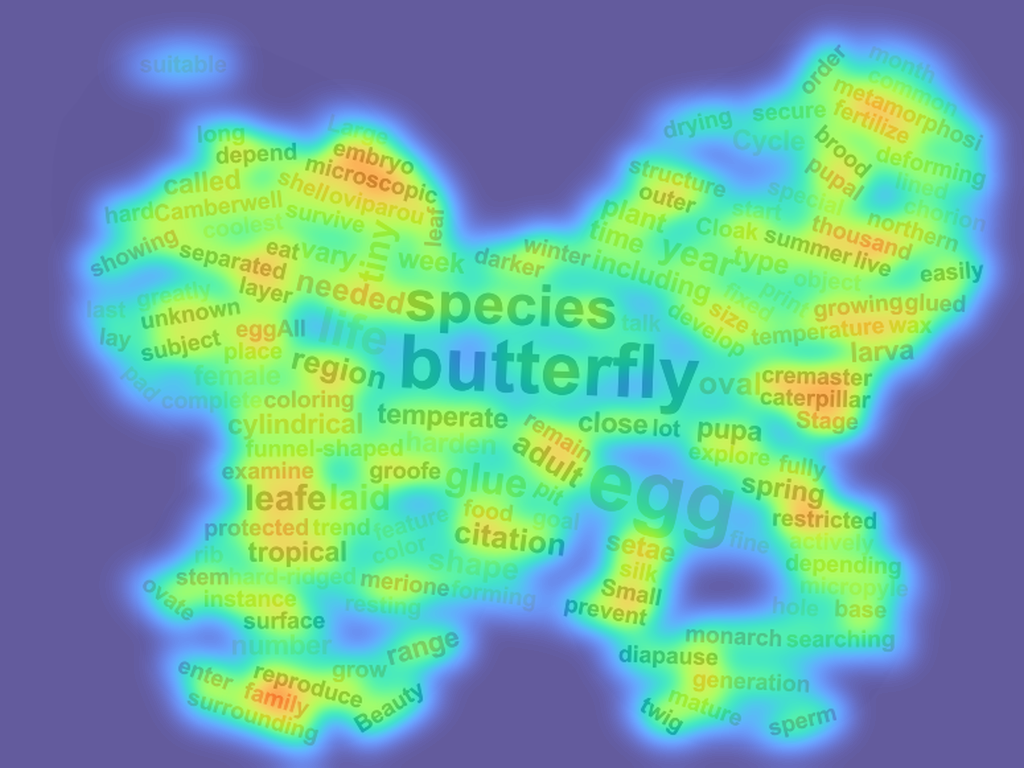 suitable
order
month
common
metamorphosi
fertilize
drying
secure
Cycle
brood
pupal
deforming
lined
chorion
long
depend
Large
embryo
microscopic
called
shelloviparou
hard
Camberwell
coolest
survive
leaf
showing
separated
eat
vary
tiny
week
layer
needed
darker
winter
structure
outer
plant
time
special
start
Cloak
year
type
summer
live
thousand
northern
including
object
easily
species
last
greatly
unknown
lay
subject
eggAll
place
life
talk
fixed
size
print
develop
growing
glued
temperature
wax
larva
butterfly
oval
cremaster
caterpillar
Stage
pad
female
region
complete
coloring
cylindrical
temperate
close
lot
pupa
remain
adult
funnel-shaped
harden
explore
fully
examine
groofe
glue
pit
egg
spring
restricted
leafe
laid
food
goal
citation
protected
trend
feature
color
tropical
shape
setae
silk
fine
actively
rib
stem
hard-ridged
merione
forming
Small
prevent
depending
micropyle
ovate
instance
resting
hole
base
surface
number
range
monarch
searching
diapause
enter
reproduce
grow
family
surrounding
Beauty
generation
mature
twig
sperm